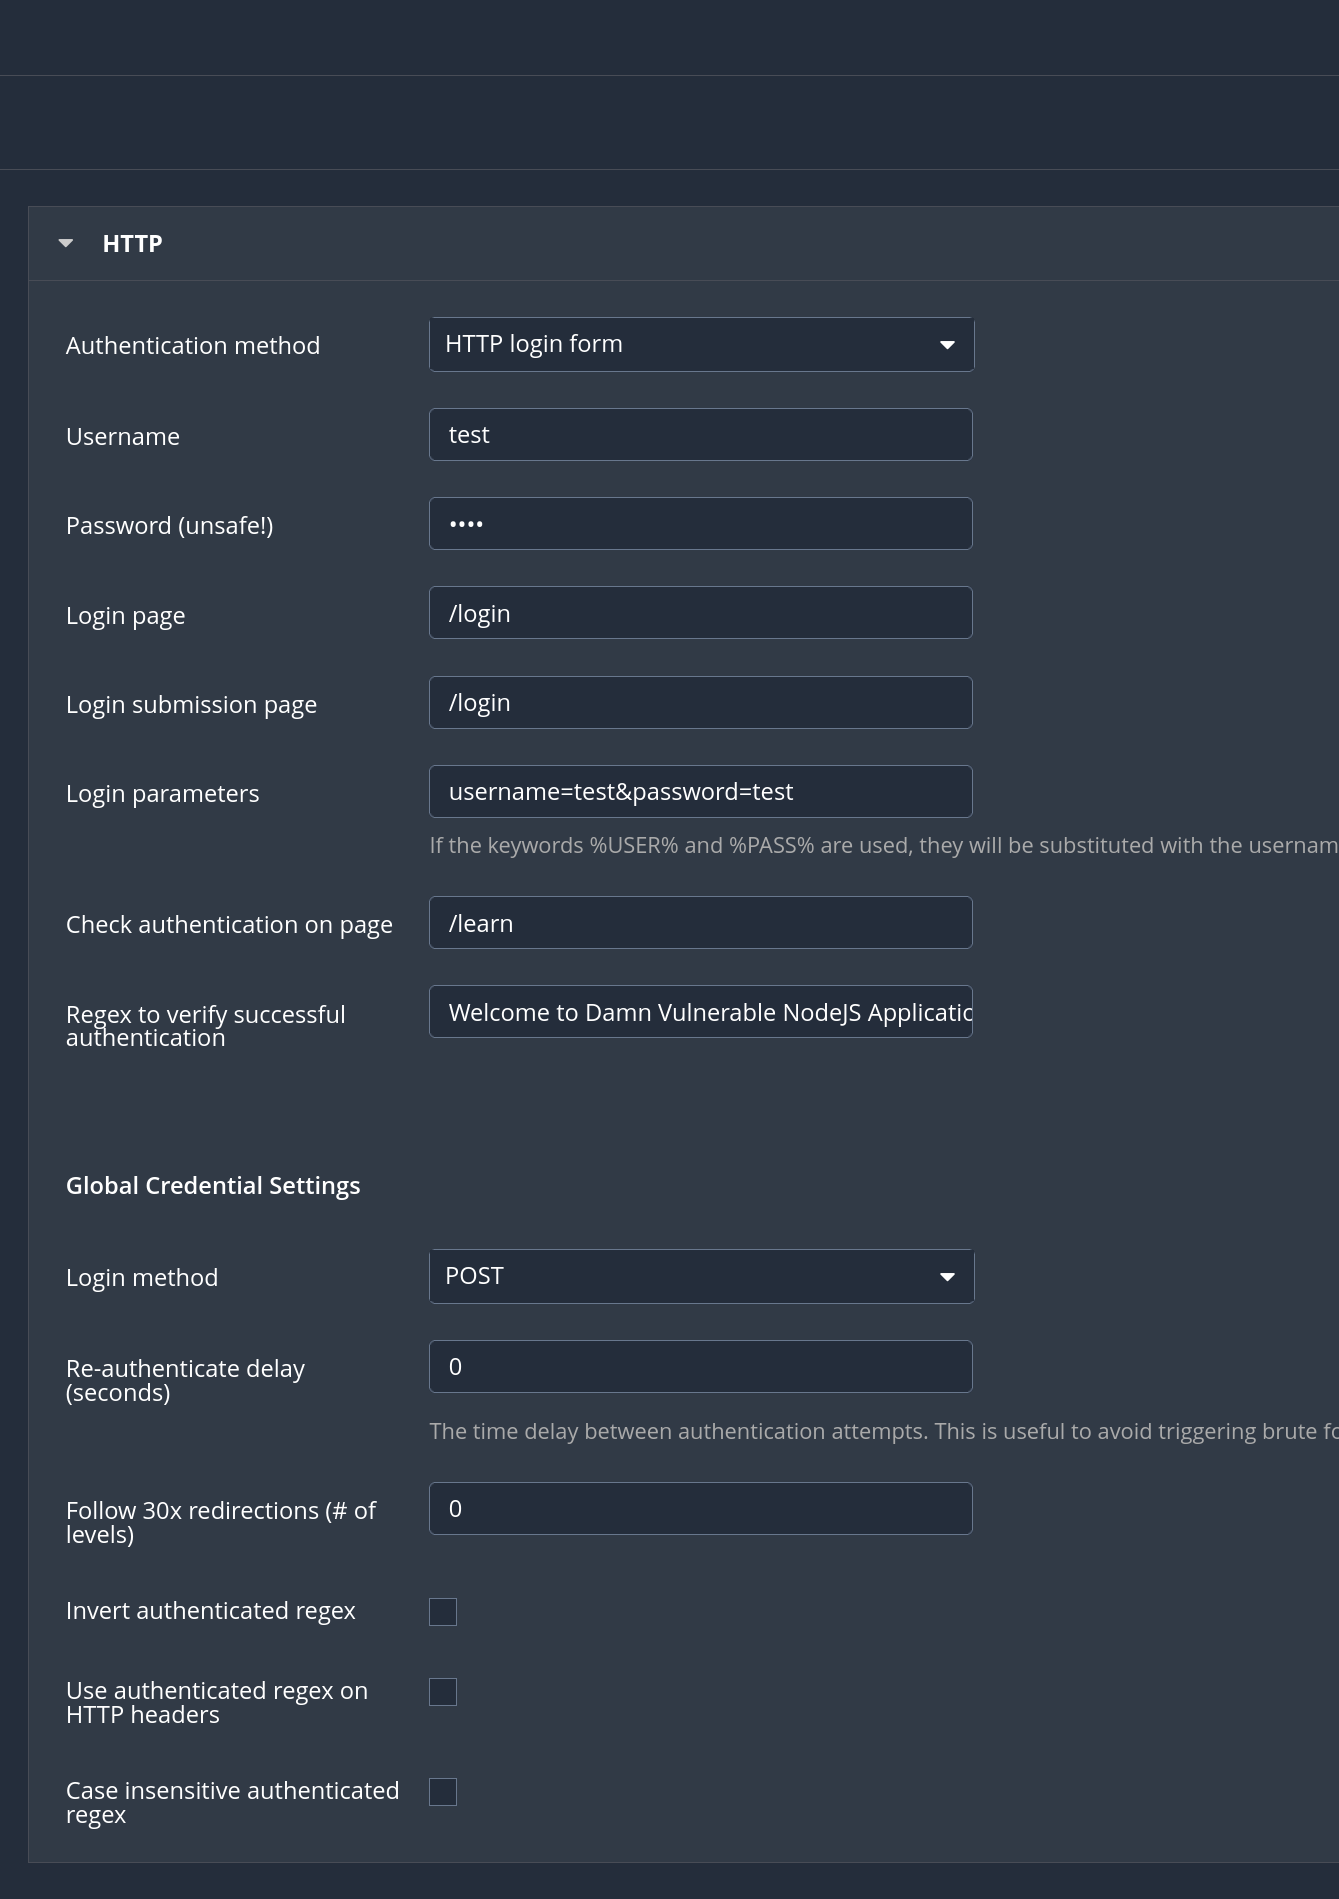 HTTP
Authentication method
HTTP login form
Username
test
Password (unsafe!)
••••
Login page
/login
Login submission page
/login
Login parameters
username=test&password=test
If the keywords %USER% and %PASS% are used, they will be substituted with the usernam
Check authentication on page
/learn
Regex to verify successful
authentication
Welcome to Damn Vulnerable NodeJS Applicatio
Global Credential Settings
Login method
POST
Re-authenticate delay
(seconds)
0
The time delay between authentication attempts. This is useful to avoid triggering brute fo
Follow 30x redirections (# of
levels)
0
Invert authenticated regex
Use authenticated regex on
HTTP headers
Case insensitive authenticated
regex